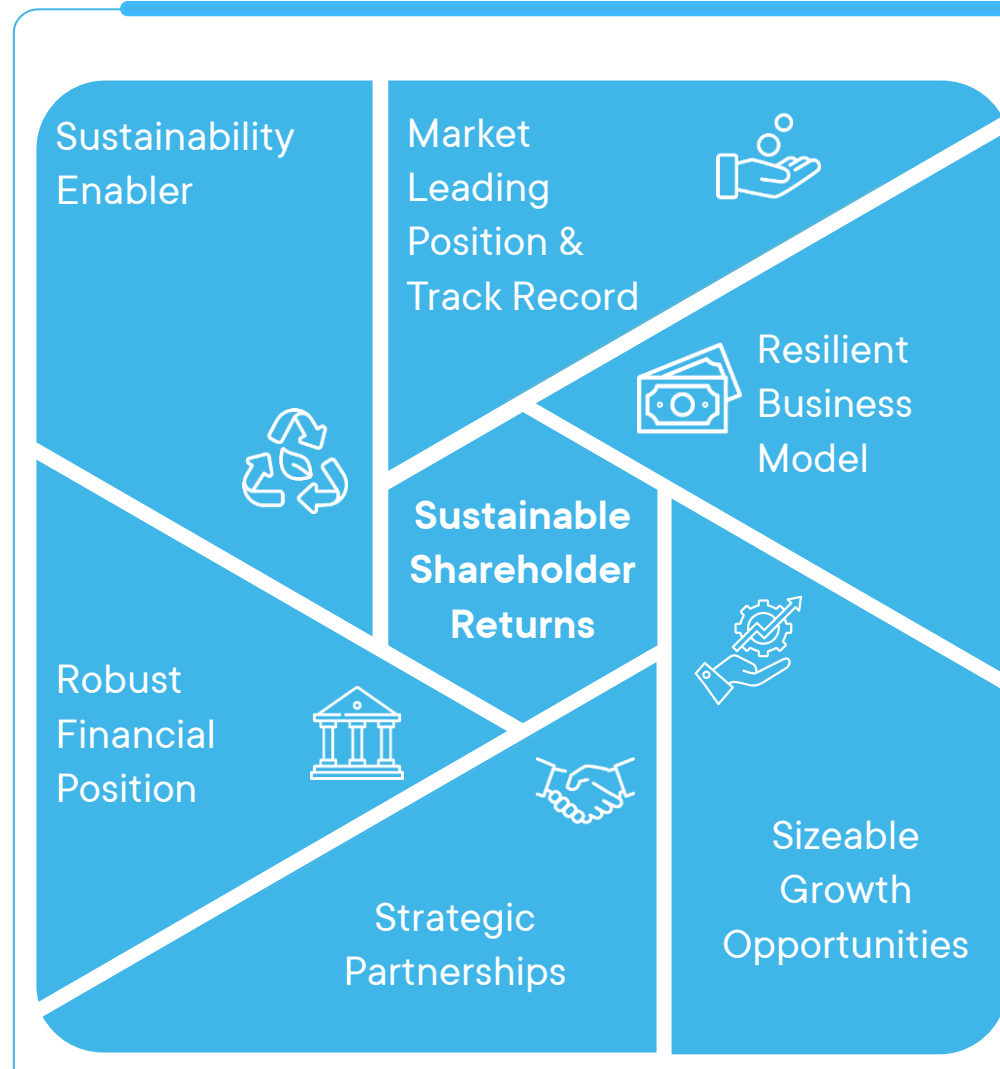 Sustainability
Enabler
Market
Leading
Position &
Track Record
Resilient
Business
Model
Sustainable
Shareholder
Returns
Robust
Financial
Position
Strategic
Partnerships
Sizeable
Growth
Opportunities